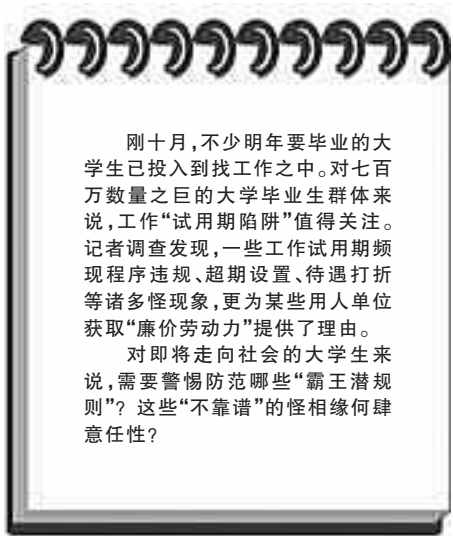 刚十月，不少明年要毕业的大
学生已投入到找工作之中。对七百
万数量之巨的大学毕业生群体来
说，工作“试用期陷阱”值得关注。
记者调查发现，一些工作试用期频
现程序违规、超期设置、待遇打折
等诸多怪现象，更为某些用人单位
获取“廉价劳动力”提供了理由。
对即将走向社会的大学生来
说，需要警惕防范哪些“霸王潜规
则”？这些“不靠谱”的怪相缘何肆
意任性？